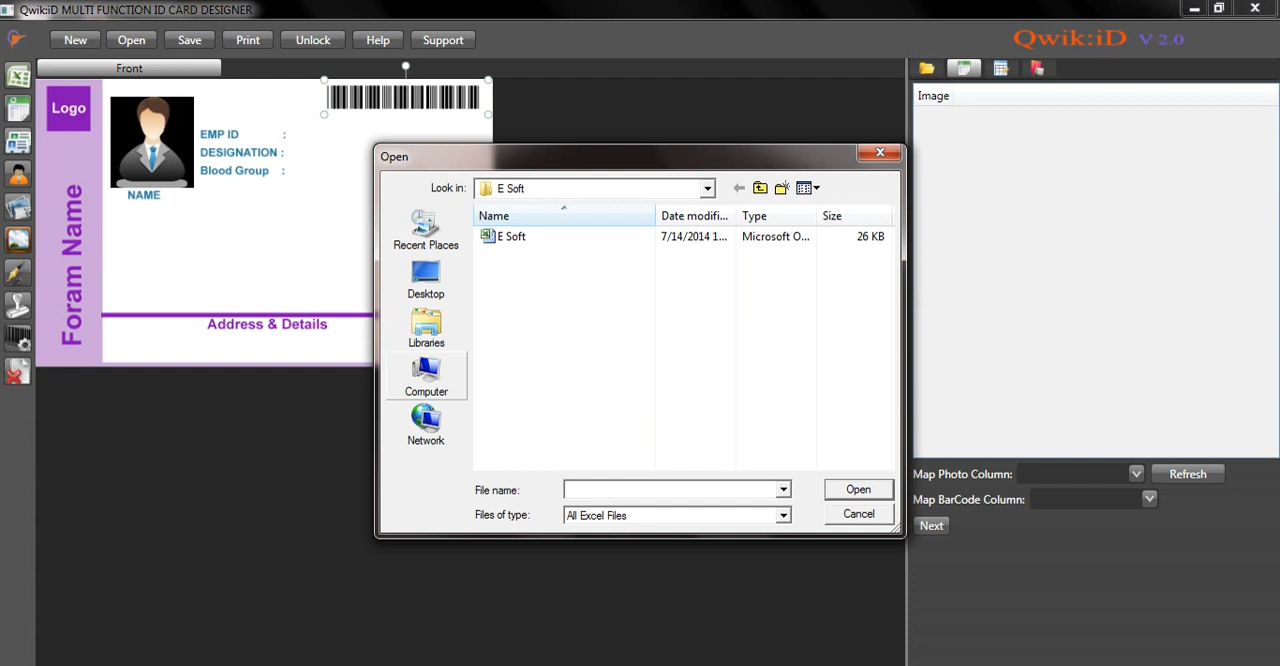 Qwik:iD MULTI FUNCTION ID CARD DESIGNER
New Open Save Print Unlock Help Support
Qwik:iD V 2.0
Front
Logo
EMP ID :
DESIGNATION :
Blood Group :
NAME
Foram Name
Address & Details
Open
Look in: E Soft
Name Date modifi... Type Size
E Soft 7/14/2014 1... Microsoft O... 26 KB
Recent Places
Desktop
Libraries
Computer
Network
File name: Open
Files of type: All Excel Files Cancel
Image
Map Photo Column: Refresh
Map BarCode Column:
Next